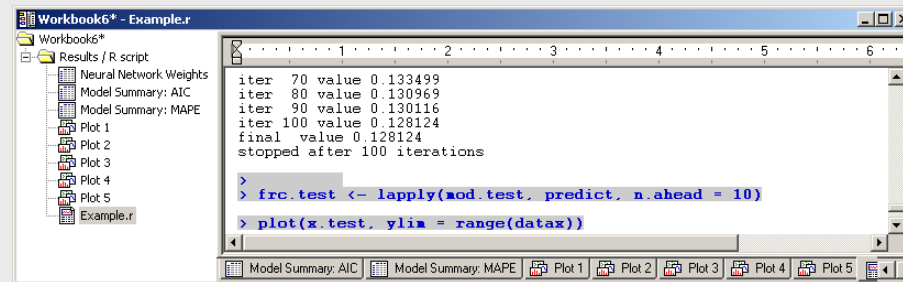 Workbook6* - Example.r
Workbook6*
Results / R script
Neural Network Weights
Model Summary: AIC
Model Summary: MAPE
Plot 1
Plot 2
Plot 3
Plot 4
Plot 5
Example.r
1 2 3 4 5 6
iter 70 value 0.133499
iter 80 value 0.130969
iter 90 value 0.130116
iter 100 value 0.128124
final value 0.128124
stopped after 100 iterations
>
> frc.test <- lapply(mod.test, predict, n.ahead = 10)
> plot(x.test, ylim = range(datax))
Model Summary: AIC Model Summary: MAPE Plot 1 Plot 2 Plot 3 Plot 4 Plot 5